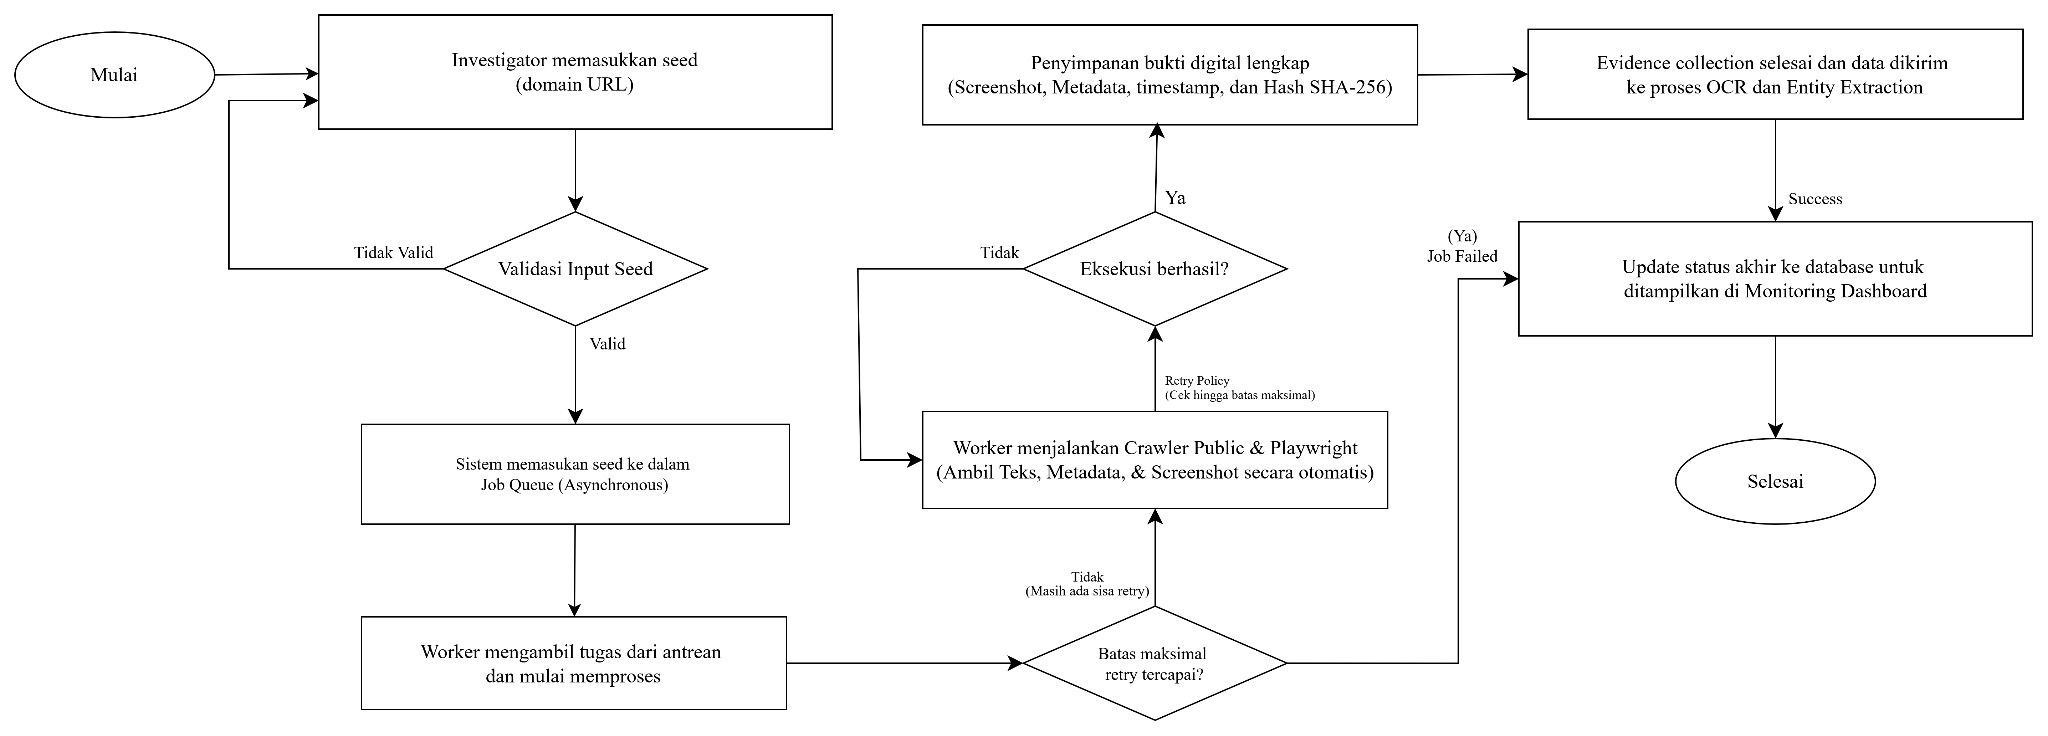 Mulai
Investigator memasukkan seed
(domain URL)
Tidak Valid
Validasi Input Seed
Valid
Sistem memasukan seed ke dalam
Job Queue (Asynchronous)
Worker mengambil tugas dari antrean
dan mulai memproses
Batas maksimal
retry tercapai?
Tidak
(Masih ada sisa retry)
Worker menjalankan Crawler Public & Playwright
(Ambil Teks, Metadata, & Screenshot secara otomatis)
Retry Policy
(Cek hingga batas maksimal)
Eksekusi berhasil?
Tidak
Ya
Penyimpanan bukti digital lengkap
(Screenshot, Metadata, timestamp, dan Hash SHA-256)
Evidence collection selesai dan data dikirim
ke proses OCR dan Entity Extraction
Success
(Ya)
Job Failed
Update status akhir ke database untuk
ditampilkan di Monitoring Dashboard
Selesai